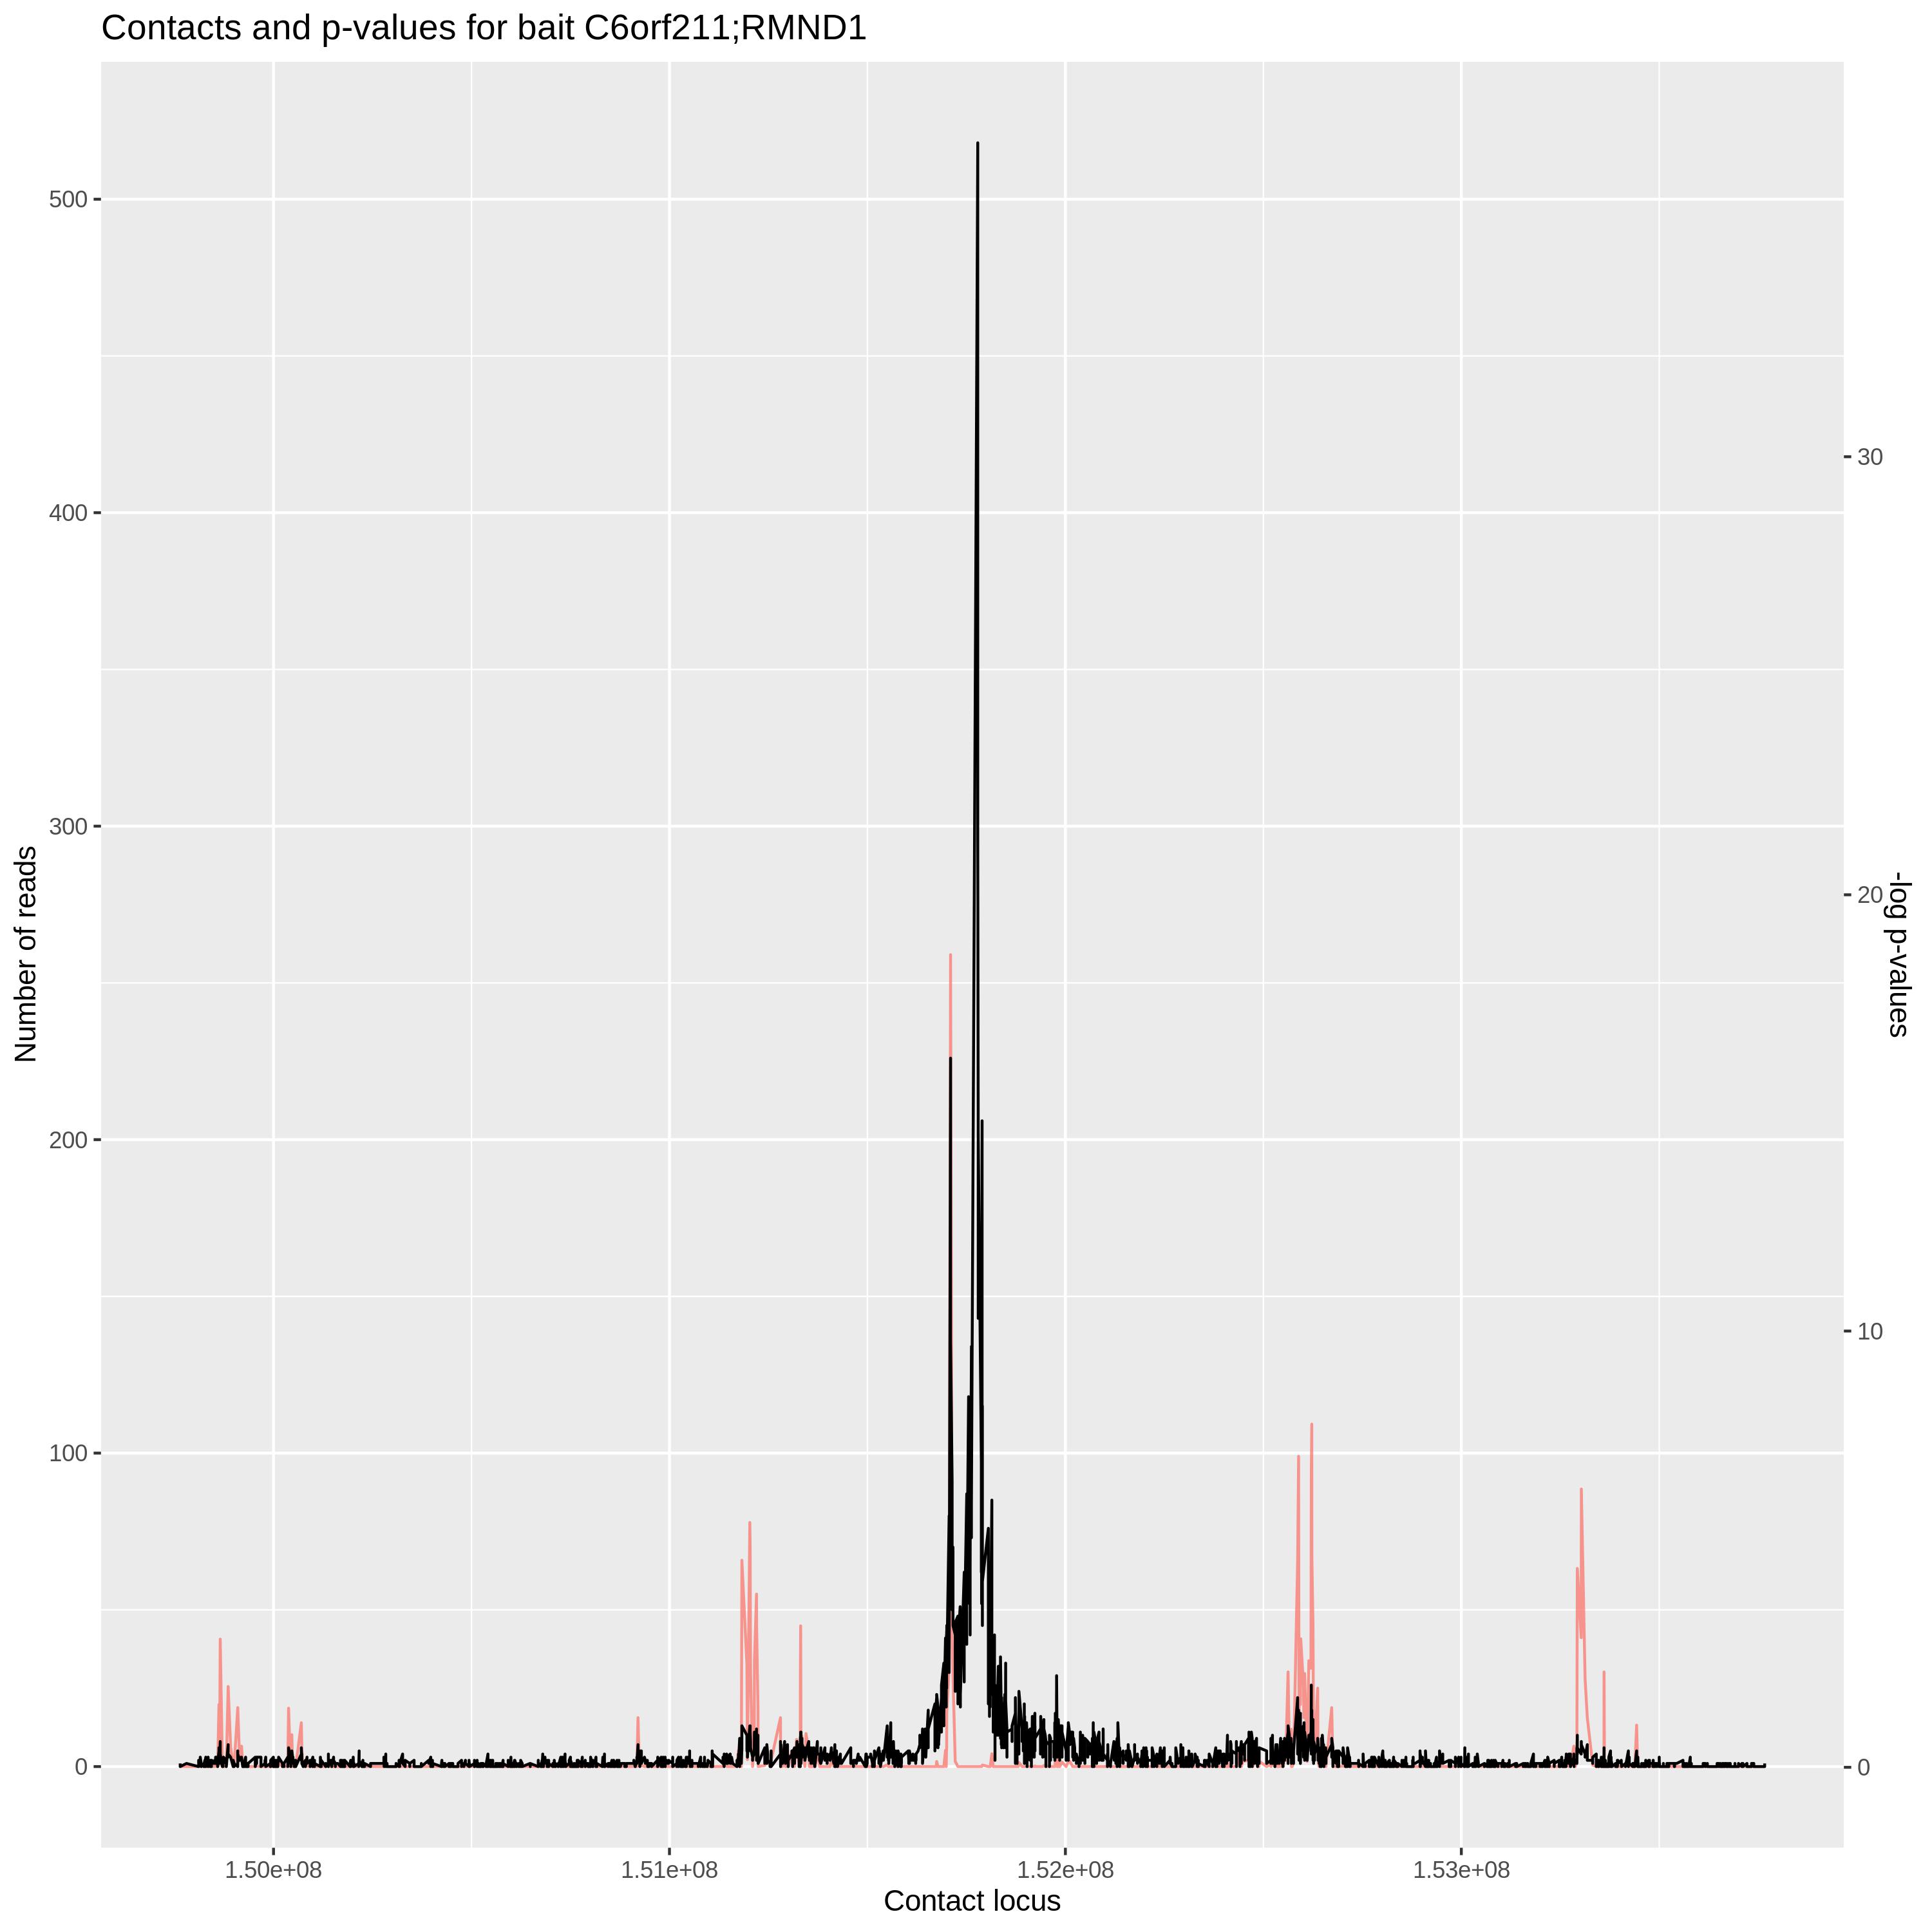 Contacts and p-values for bait C6orf211;RMND1
Number of reads
500
400
300
200
100
0
30
20
10
0
-log p-values
1.50e+08
1.51e+08
1.52e+08
1.53e+08
Contact locus